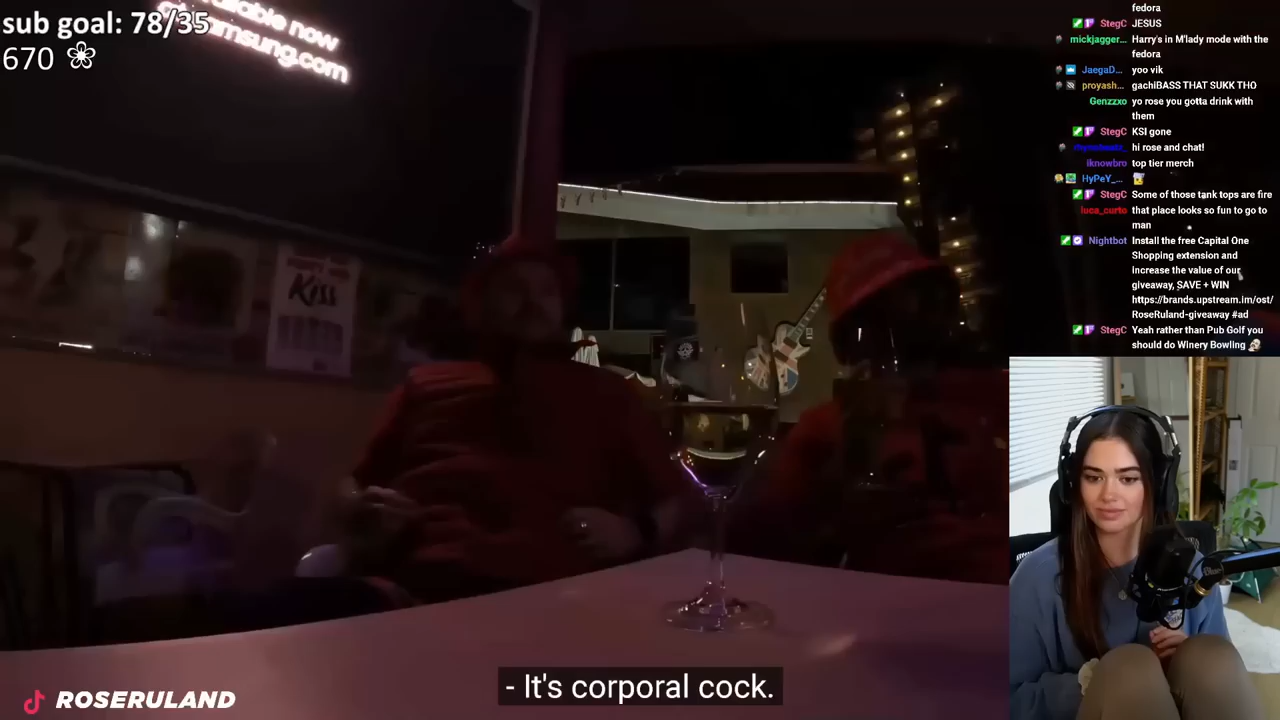 sub goal: 78/35
670
available now
samsung.com
Kiss
- It's corporal cock.
ROSERULAND
fedora
StegC JESUS
mickjagger... Harry's in M'lady mode with the
fedora
JaegaD... yoo vik
proyash... gachiBASS THAT SUKK THO
Genzzxo yo rose you gotta drink with
them
StegC KSI gone
hi rose and chat!
iknowbro top tier merch
HyPeY_...
StegC Some of those tank tops are fire
luca_curto that place looks so fun to go to
man
Nightbot Install the free Capital One
Shopping extension and
increase the value of our
giveaway, SAVE + WIN
https://brands.upstream.im/ost/
RoseRuland-giveaway #ad
StegC Yeah rather than Pub Golf you
should do Winery Bowling